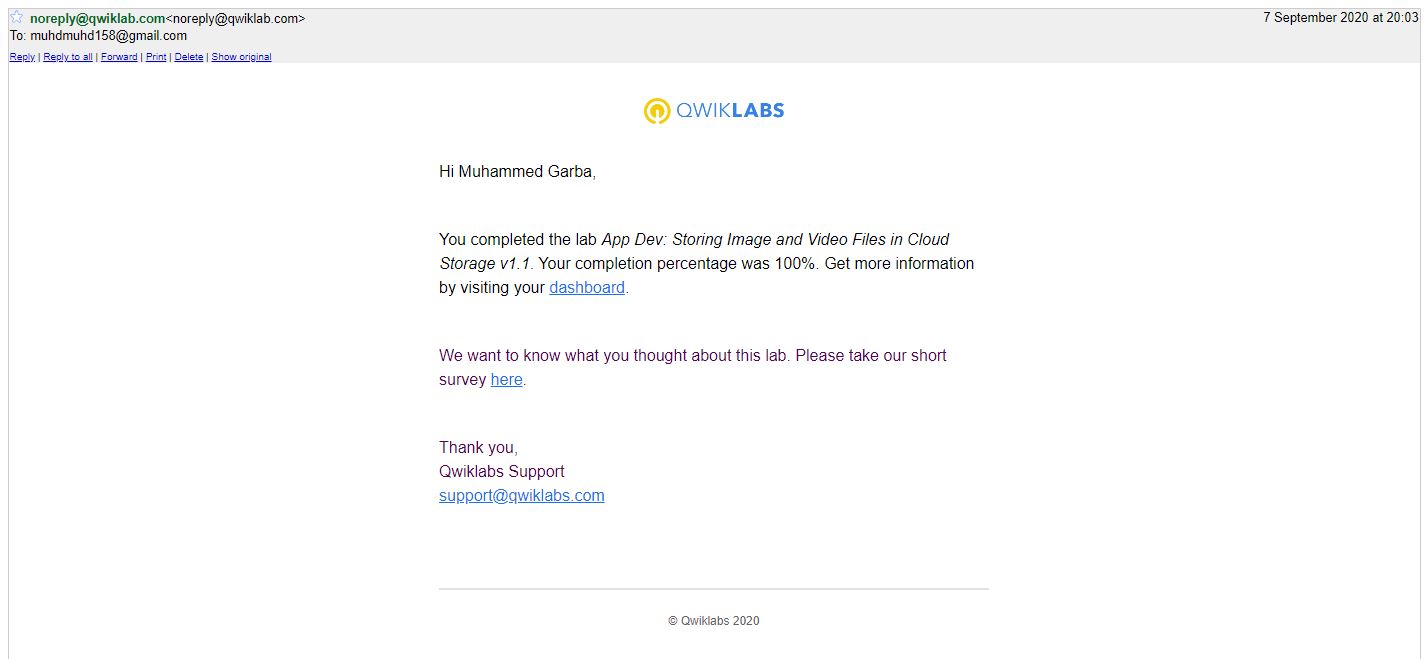 noreply@qwiklab.com<noreply@qwiklab.com>
7 September 2020 at 20:03
To: muhdmuhd158@gmail.com
Reply | Reply to all | Forward | Print | Delete | Show original
QWIKLABS
Hi Muhammed Garba,
You completed the lab App Dev: Storing Image and Video Files in Cloud
Storage v1.1. Your completion percentage was 100%. Get more information
by visiting your dashboard.
We want to know what you thought about this lab. Please take our short
survey here.
Thank you,
Qwiklabs Support
support@qwiklabs.com
© Qwiklabs 2020